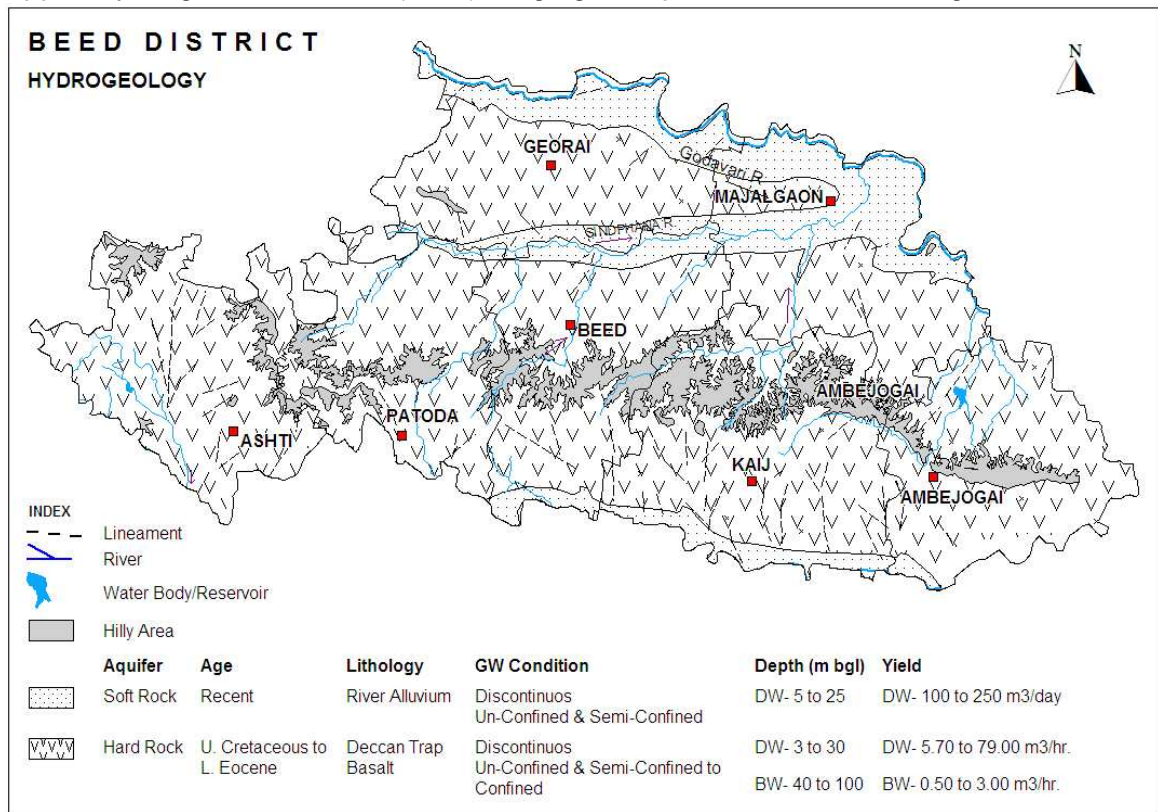 BEED DISTRICT
HYDROGEOLOGY
N
GEORAI
Godavari R.
MAJALGAON
SINDPHANA R.
BEED
AMBEJOGAI
PATODA
ASHTI
KAIJ
AMBEJOGAI
INDEX
Lineament
River
Water Body/Reservoir
Hilly Area
Aquifer Age Lithology GW Condition Depth (m bgl) Yield
Soft Rock Recent River Alluvium Discontinuos DW- 5 to 25 DW- 100 to 250 m3/day
Un-Confined & Semi-Confined
Hard Rock U. Cretaceous to Deccan Trap Discontinuos DW- 3 to 30 DW- 5.70 to 79.00 m3/hr.
L. Eocene Basalt Un-Confined & Semi-Confined to
Confined BW- 40 to 100 BW- 0.50 to 3.00 m3/hr.